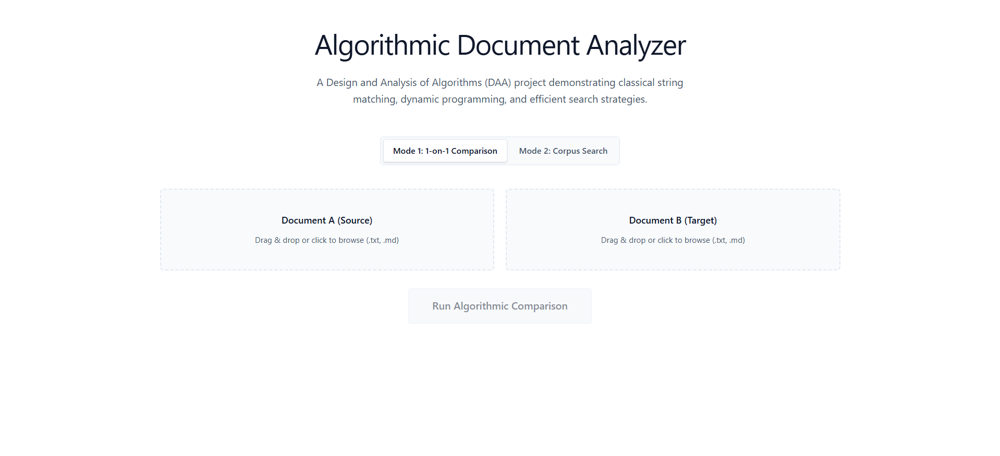 Algorithmic Document Analyzer
A Design and Analysis of Algorithms (DAA) project demonstrating classical string
matching, dynamic programming, and efficient search strategies.
Mode 1: 1-on-1 Comparison
Mode 2: Corpus Search
Document A (Source)
Drag & drop or click to browse (.txt, .md)
Document B (Target)
Drag & drop or click to browse (.txt, .md)
Run Algorithmic Comparison